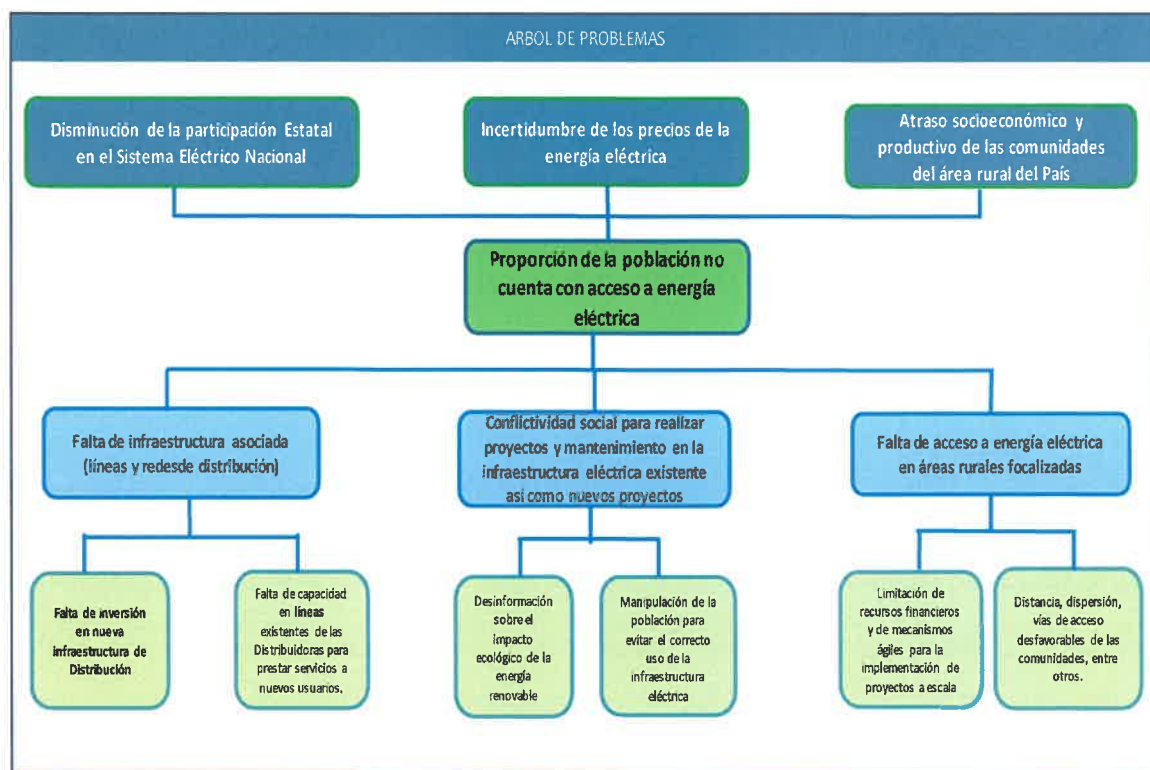 ARBOL DE PROBLEMAS
Disminución de la participación Estatal
en el Sistema Eléctrico Nacional
Incertidumbre de los precios de la
energía eléctrica
Atraso socioeconómico y
productivo de las comunidades
del área rural del País
Proporción de la población no
cuenta con acceso a energía
eléctrica
Falta de infraestructura asociada
(líneas y redesde distribución)
Conflictividad social para realizar
proyectos y mantenimiento en la
infraestructura eléctrica existente
así como nuevos proyectos
Falta de acceso a energía eléctrica
en áreas rurales focalizadas
Falta de inversión
en nueva
infraestructura de
Distribución
Falta de capacidad
en líneas
existentes de las
Distribuidoras para
prestar servicios a
nuevos usuarios.
Desinformación
sobre el
impacto
ecológico de la
energía
renovable
Manipulación de la
población para
evitar el correcto
uso de la
infraestructura
eléctrica
Limitación de
recursos financieros
y de mecanismos
ágiles para la
implementación de
proyectos a escala
Distancia, dispersión,
vías de acceso
desfavorables de las
comunidades, entre
otros.